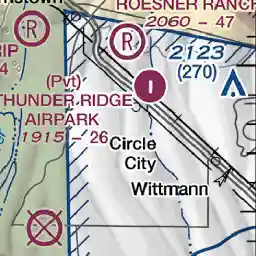 ROESNER RANCH
2060 - 47
R
R
2123
(270)
(Pvt)
THUNDER RIDGE
AIRPARK
1915 - 26
Circle
City
Wittmann